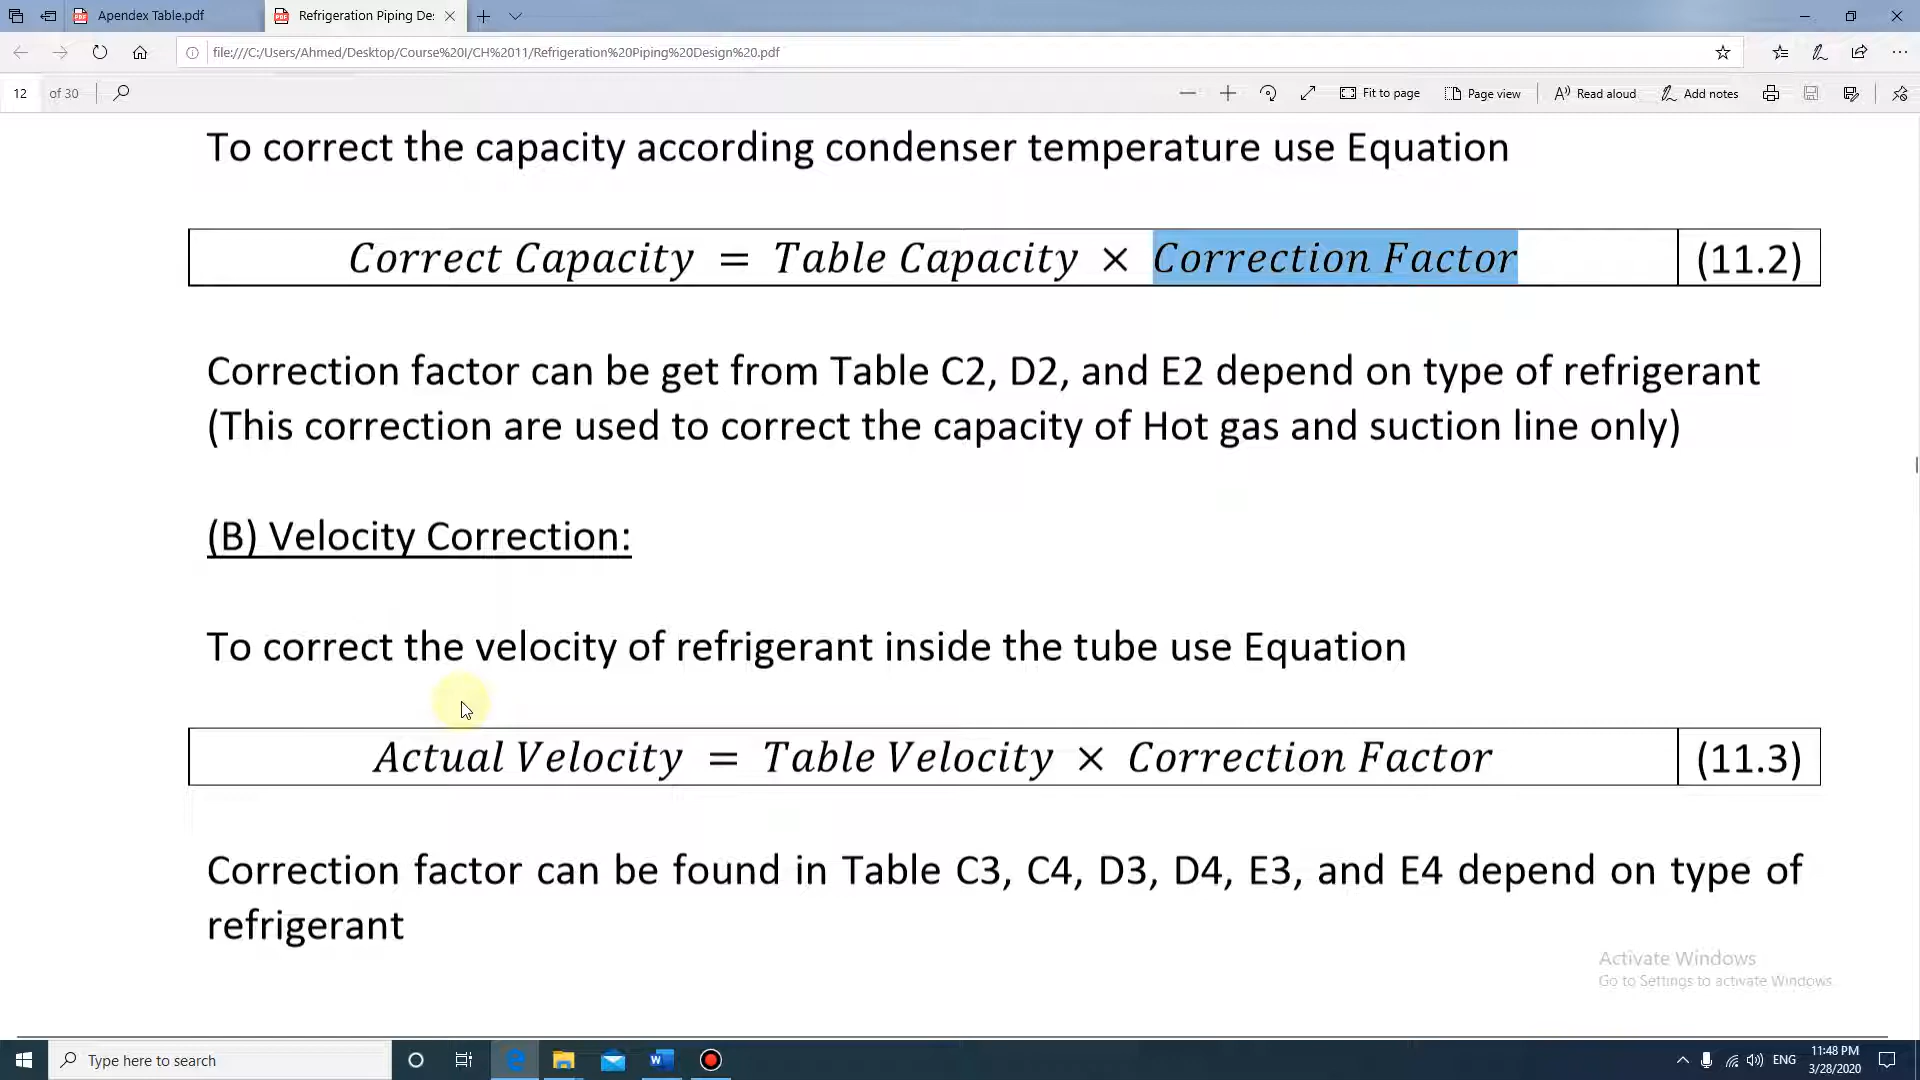 Apendex Table.pdf
Refrigeration Piping De:
file:///C:/Users/Ahmed/Desktop/Course%20I/CH%2011/Refrigeration%20Piping%20Design%20.pdf
12 of 30
Fit to page
Page view
Read aloud
Add notes
To correct the capacity according condenser temperature use Equation
Correct Capacity = Table Capacity × Correction Factor (11.2)
Correction factor can be get from Table C2, D2, and E2 depend on type of refrigerant
(This correction are used to correct the capacity of Hot gas and suction line only)
(B) Velocity Correction:
To correct the velocity of refrigerant inside the tube use Equation
Actual Velocity = Table Velocity × Correction Factor (11.3)
Correction factor can be found in Table C3, C4, D3, D4, E3, and E4 depend on type of
refrigerant
Activate Windows
Go to Settings to activate Windows.
Type here to search
ENG
11:48 PM
3/28/2020